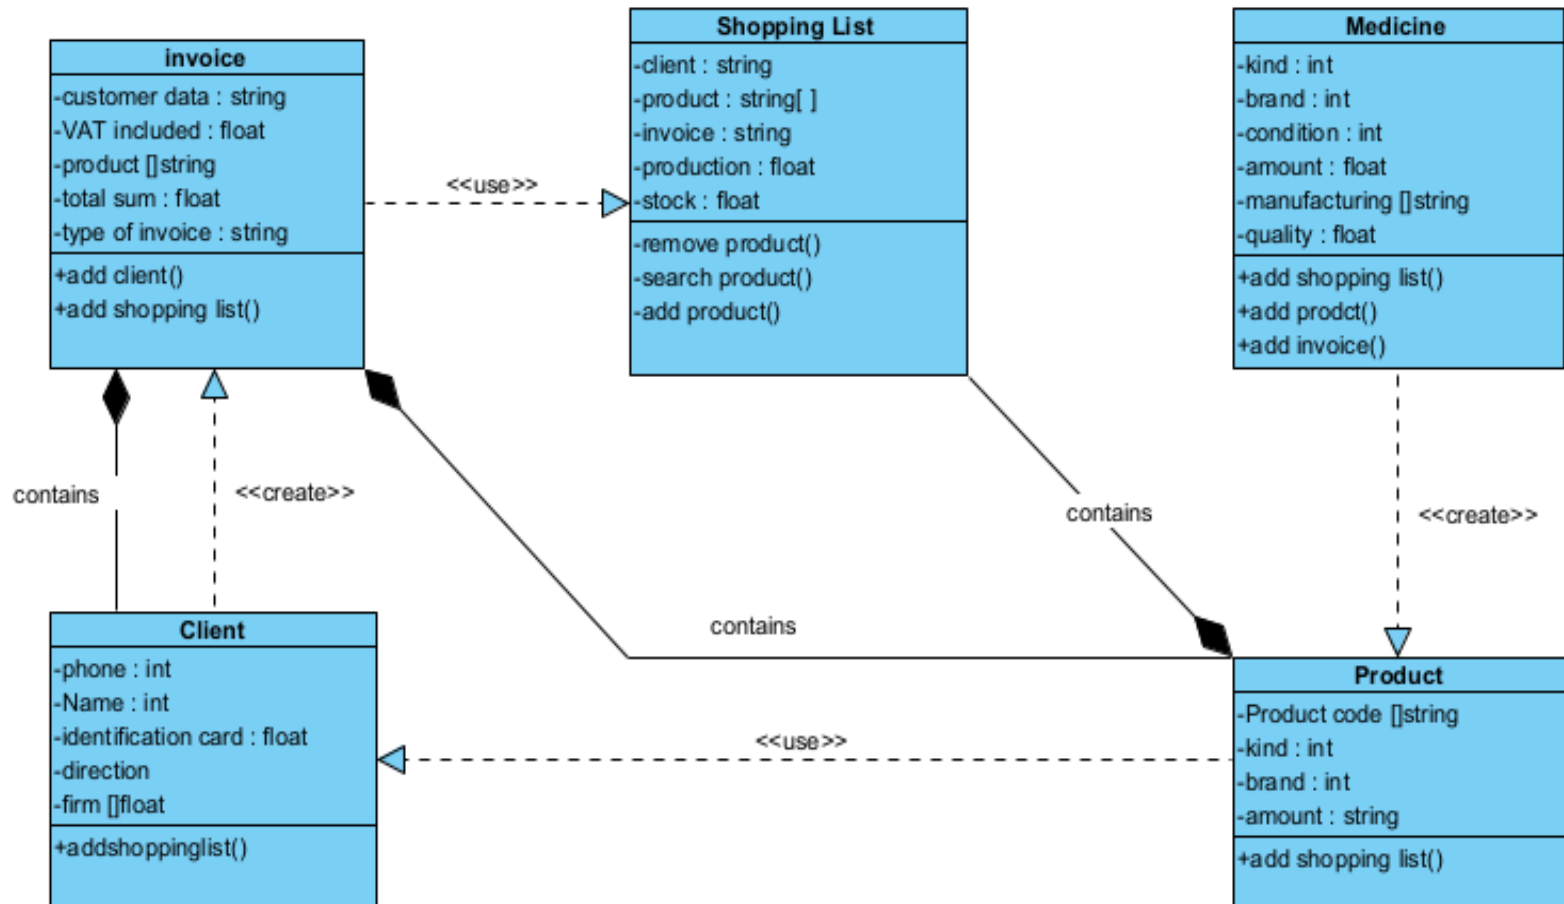 invoice
-customer data : string
-VAT included : float
-product []string
-total sum : float
-type of invoice : string
+add client()
+add shopping list()
<<use>>
Shopping List
-client : string
-product : string[ ]
-invoice : string
-production : float
-stock : float
-remove product()
-search product()
-add product()
Medicine
-kind : int
-brand : int
-condition : int
-amount : float
-manufacturing []string
-quality : float
+add shopping list()
+add prodct()
+add invoice()
contains
<<create>>
contains
<<create>>
contains
Client
-phone : int
-Name : int
-identification card : float
-direction
-firm []float
+addshoppinglist()
<<use>>
Product
-Product code []string
-kind : int
-brand : int
-amount : string
+add shopping list()